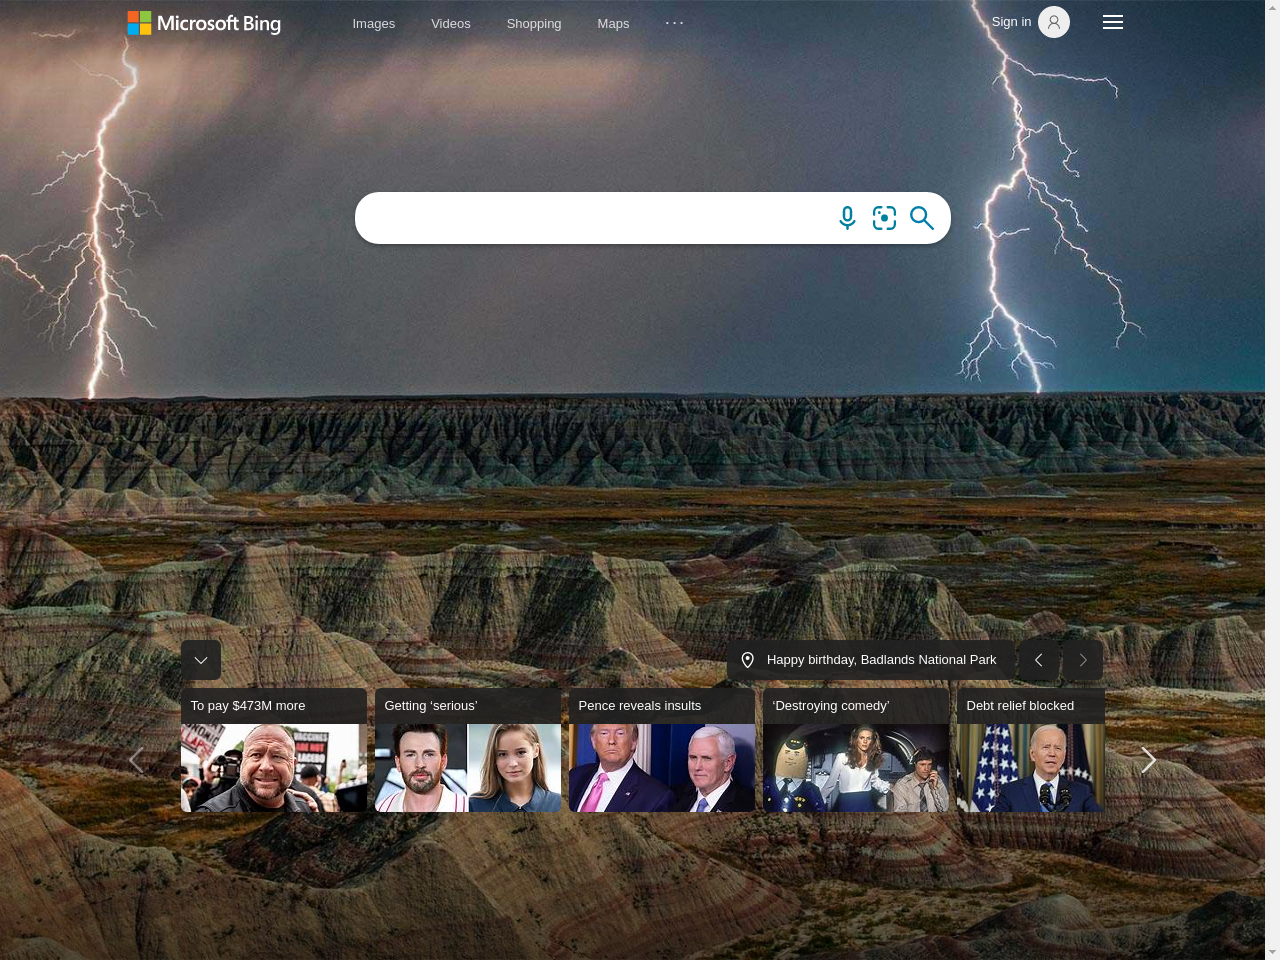 Microsoft Bing
Images
Videos
Shopping
Maps
...
Sign in
Happy birthday, Badlands National Park
To pay $473M more
Getting ‘serious’
Pence reveals insults
‘Destroying comedy’
Debt relief blocked